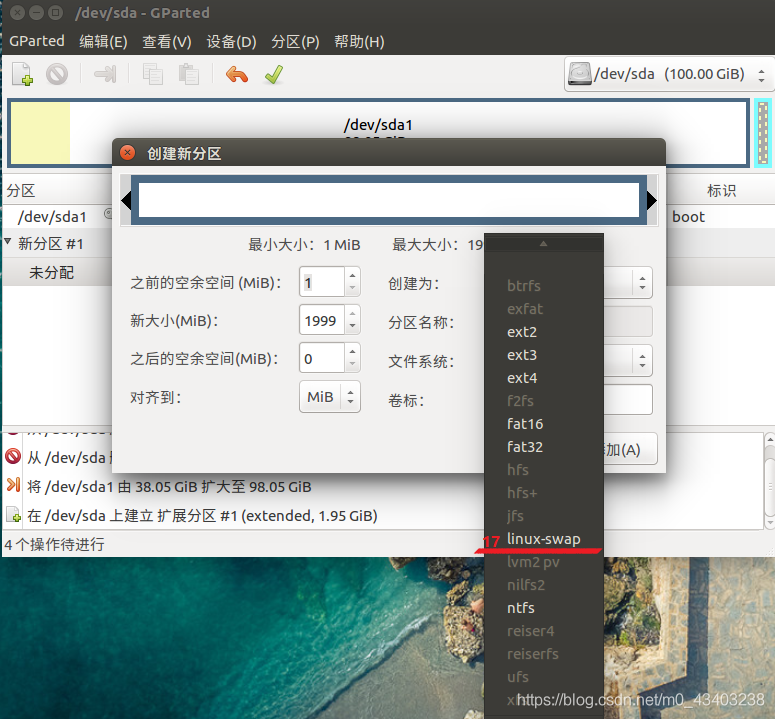 /dev/sda - GParted
GParted 编辑(E) 查看(V) 设备(D) 分区(P) 帮助(H)
/dev/sda (100.00 GiB)
/dev/sda1
分区 标识
/dev/sda1 boot
新分区 #1
未分配
创建新分区
最小大小: 1 MiB 最大大小: 19
之前的空余空间 (MiB): 1
新大小(MiB): 1999
之后的空余空间(MiB): 0
对齐到: MiB
创建为:
分区名称:
文件系统:
卷标:
加(A)
btrfs
exfat
ext2
ext3
ext4
f2fs
fat16
fat32
hfs
hfs+
jfs
17 linux-swap
lvm2 pv
nilfs2
ntfs
reiser4
reiserfs
ufs
从 /dev/sda
将 /dev/sda1 由 38.05 GiB 扩大至 98.05 GiB
在 /dev/sda 上建立 扩展分区 #1 (extended, 1.95 GiB)
4 个操作待进行
https://blog.csdn.net/m0_43403238